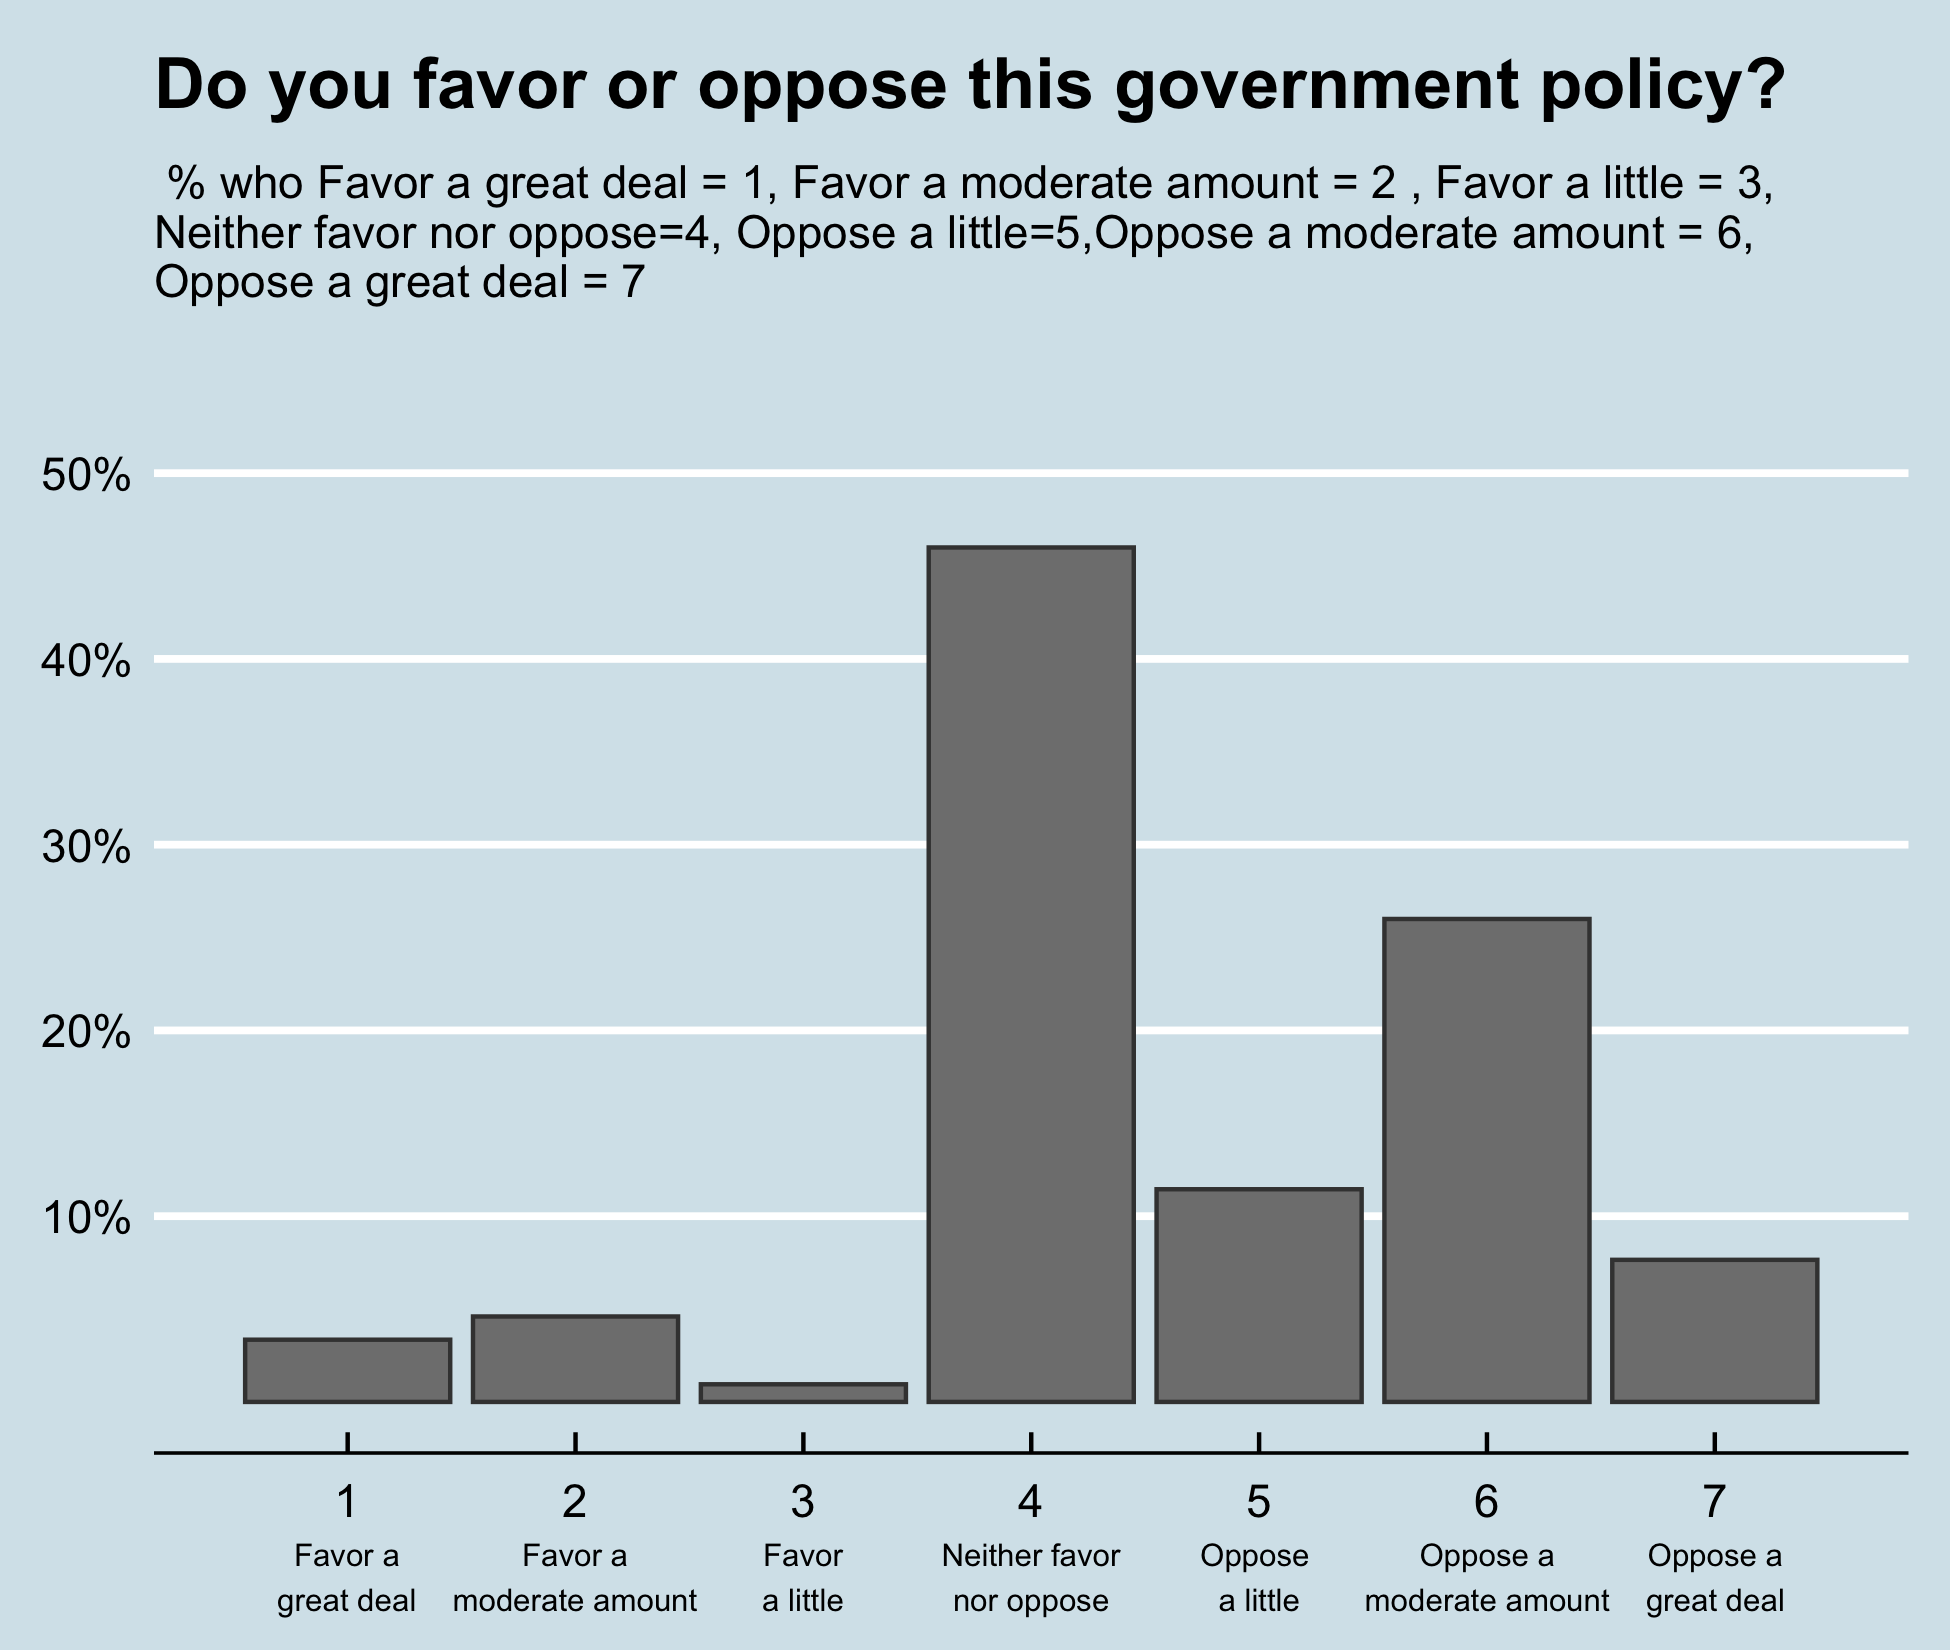 Do you favor or oppose this government policy?
% who Favor a great deal = 1, Favor a moderate amount = 2 , Favor a little = 3,
Neither favor nor oppose=4, Oppose a little=5,Oppose a moderate amount = 6,
Oppose a great deal = 7
50%
40%
30%
20%
10%
1 2 3 4 5 6 7
Favor a Favor a Favor Neither favor Oppose Oppose a Oppose a
great deal moderate amount a little nor oppose a little moderate amount great deal